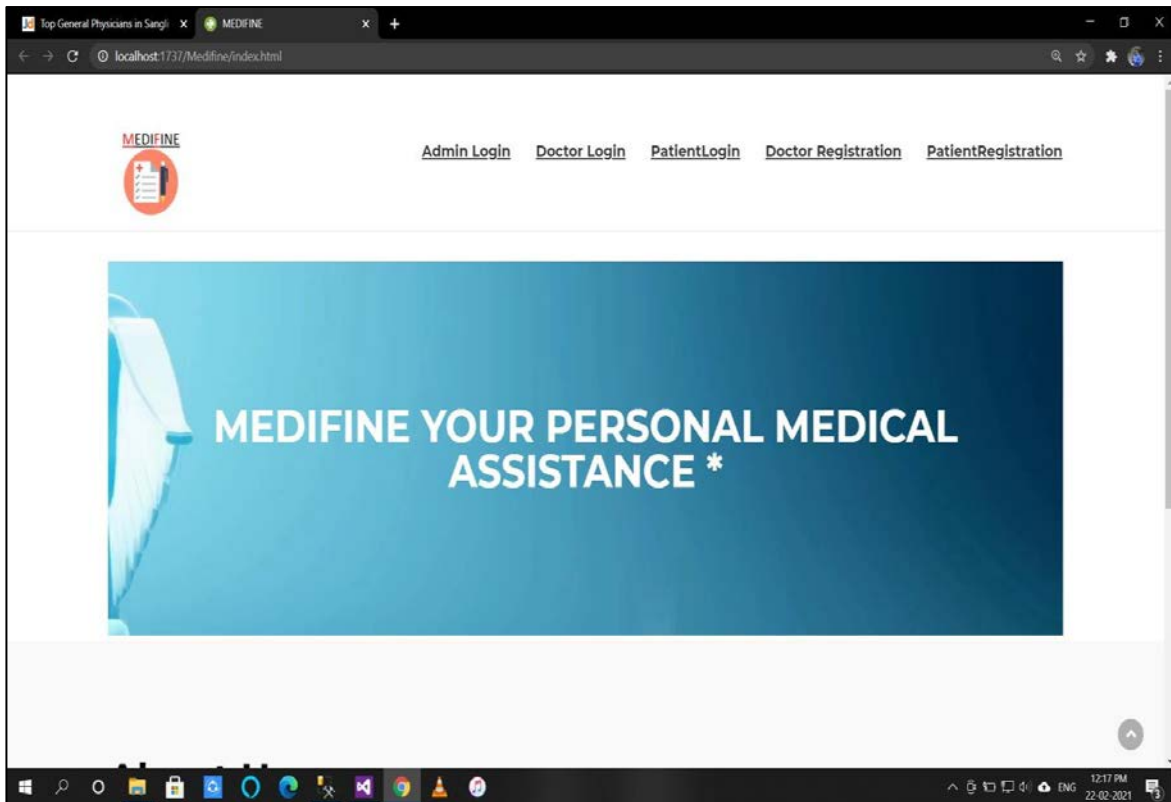 Top General Physicians in Sangli
MEDIFINE
localhost:1737/Medifine/index.html
MEDIFINE
Admin Login Doctor Login PatientLogin Doctor Registration PatientRegistration
MEDIFINE YOUR PERSONAL MEDICAL
ASSISTANCE *
ENG
12:17 PM
22-02-2021